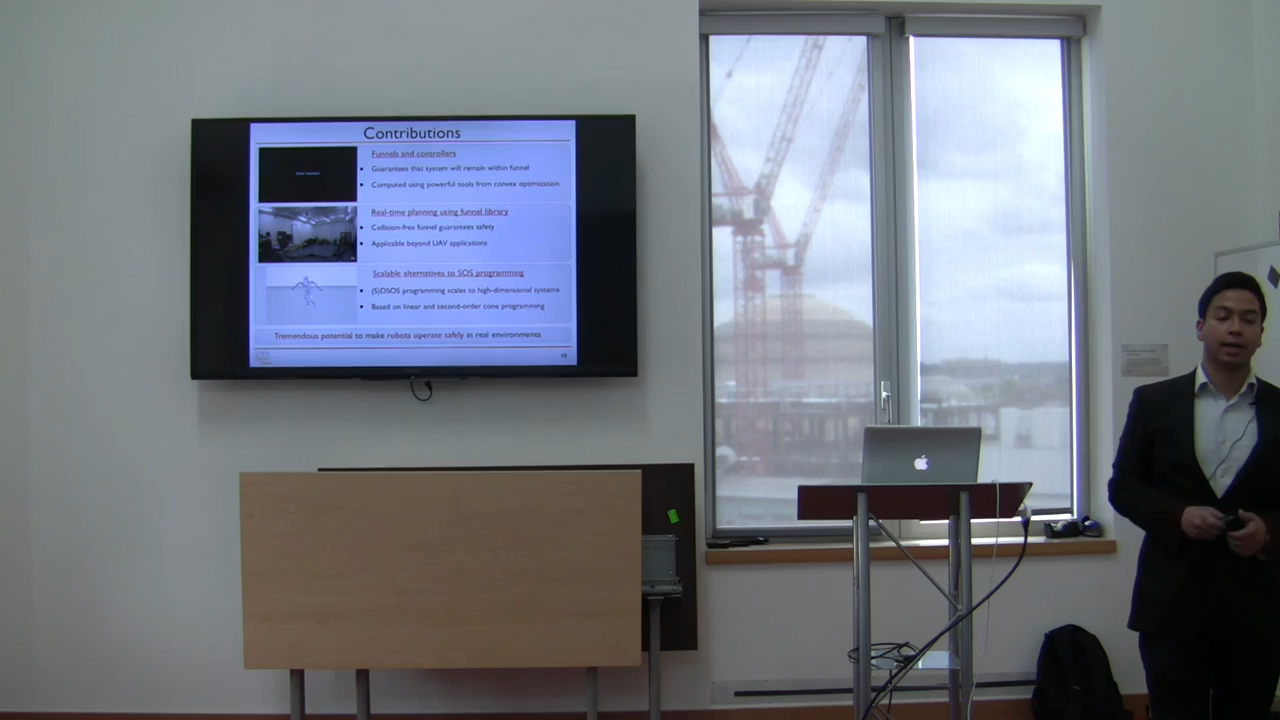 Contributions
Funnels and controllers
Guarantees that system will remain within funnel
Computed using powerful tools from convex optimization
Real-time planning using funnel library
Collision-free funnel guarantees safety
Applicable beyond UAV applications
Scalable alternatives to SOS programming
(S)DSOS programming scales to high-dimensional systems
Based on linear and second-order cone programming
Tremendous potential to make robots operate safely in real environments